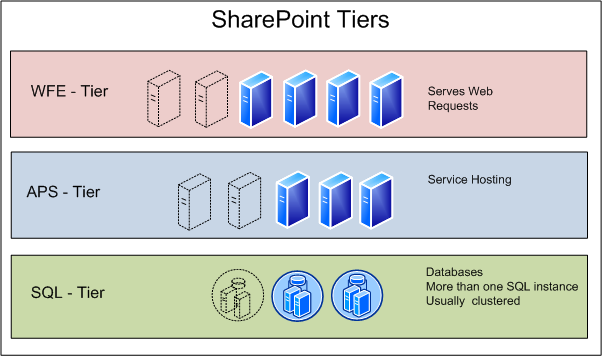 SharePoint Tiers
WFE - Tier
Serves Web
Requests
APS - Tier
Service Hosting
SQL - Tier
Databases
More than one SQL instance
Usually clustered